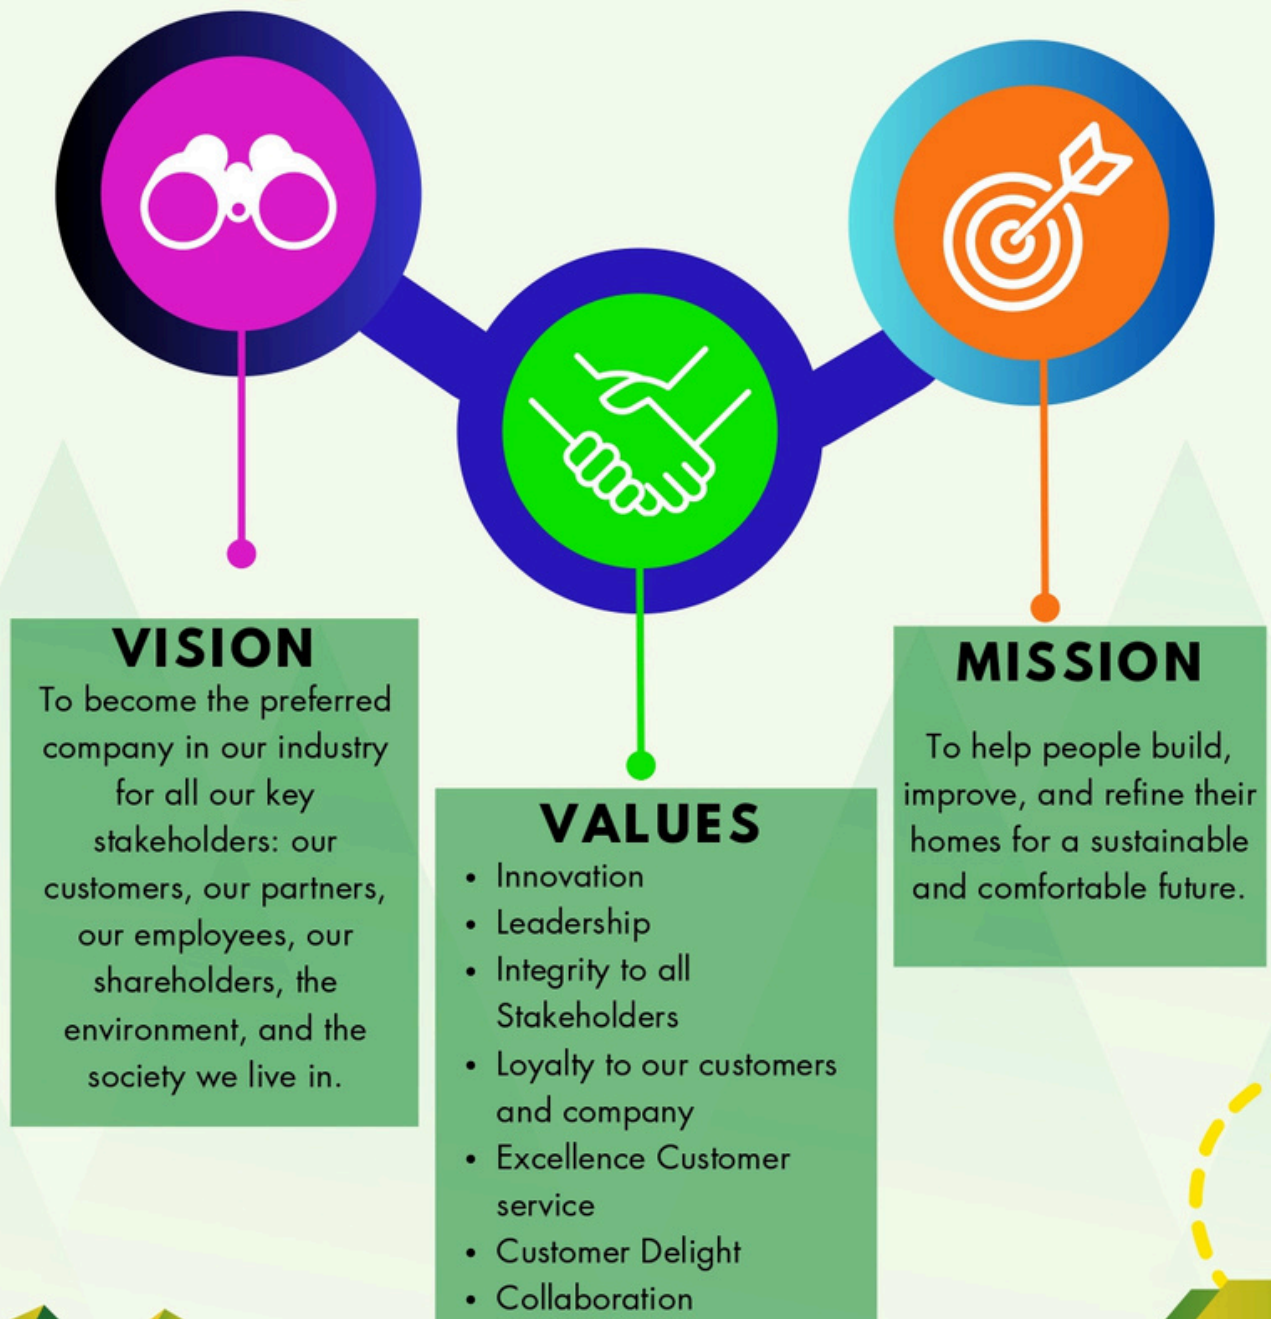 VISION
To become the preferred
company in our industry
for all our key
stakeholders: our
customers, our partners,
our employees, our
shareholders, the
environment, and the
society we live in.
VALUES
• Innovation
• Leadership
• Integrity to all
Stakeholders
• Loyalty to our customers
and company
• Excellence Customer
service
• Customer Delight
• Collaboration
MISSION
To help people build,
improve, and refine their
homes for a sustainable
and comfortable future.